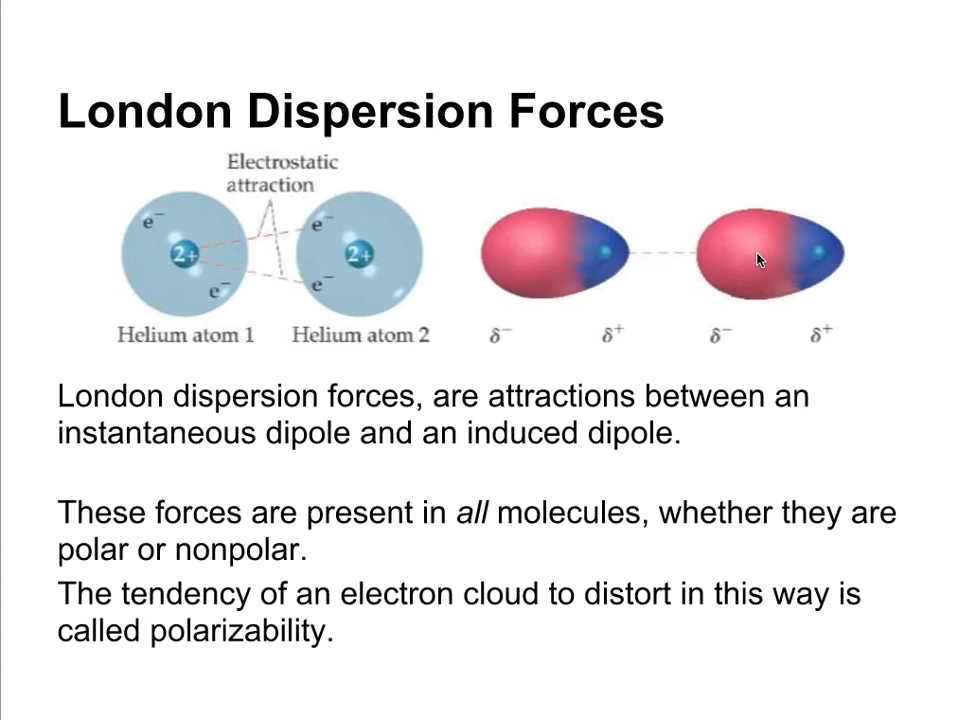 London Dispersion Forces
Electrostatic
attraction
e⁻
2+
e⁻
e⁻
2+
e⁻
Helium atom 1
Helium atom 2
δ⁻
δ⁺
δ⁻
δ⁺
London dispersion forces, are attractions between an
instantaneous dipole and an induced dipole.
These forces are present in all molecules, whether they are
polar or nonpolar.
The tendency of an electron cloud to distort in this way is
called polarizability.